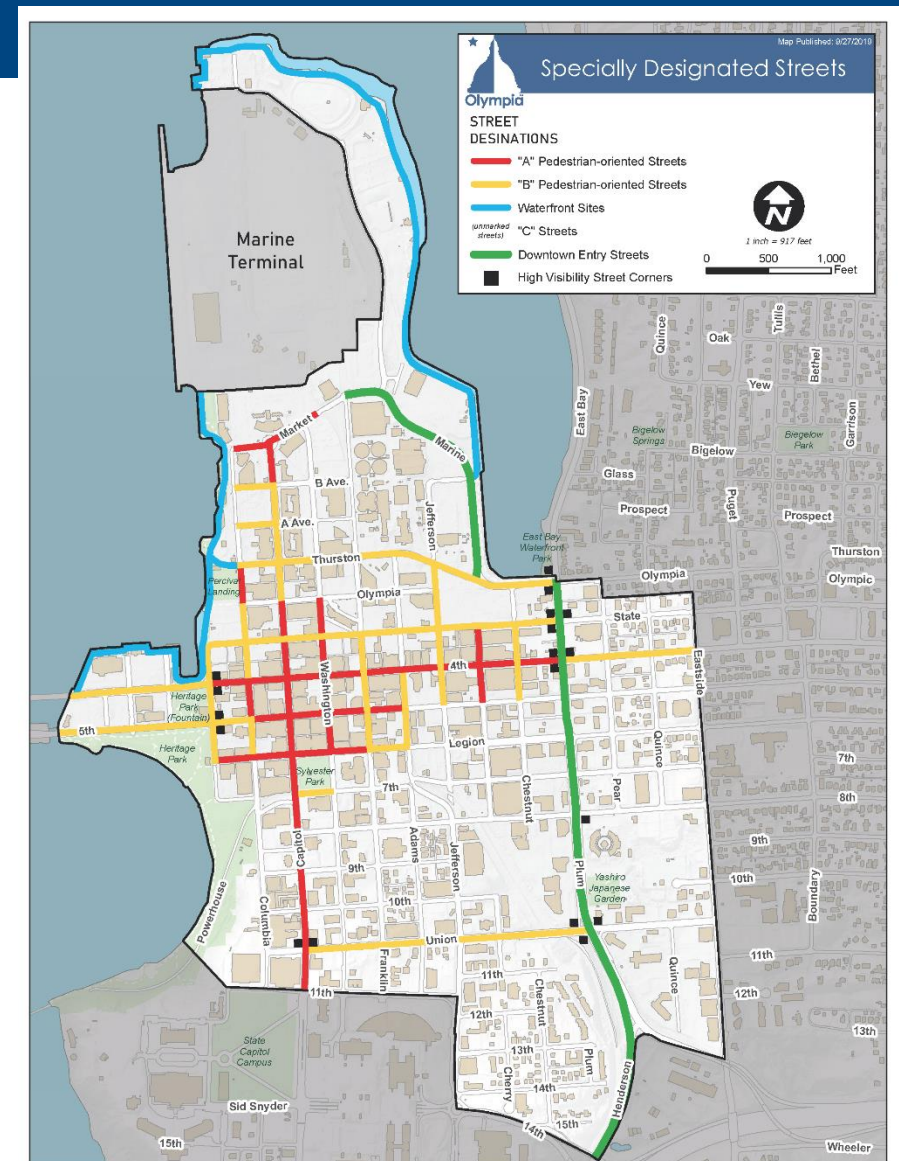 Map Published: 9/27/2019
Specially Designated Streets
Olympia
STREET
DESINATIONS
"A" Pedestrian-oriented Streets
"B" Pedestrian-oriented Streets
Waterfront Sites
(unmarked
streets)
"C" Streets
Downtown Entry Streets
High Visibility Street Corners
N
1 inch = 917 feet
0 500 1,000
Feet
Marine
Terminal
Quince
Tullis
Oak
Bethel
Yew
Garrison
East Bay
Market
Marine
Bigelow
Springs
Bigelow
Bigelow
Park
Glass
B Ave.
Puget
Jefferson
Prospect
Prospect
A Ave.
East Bay
Waterfront
Park
Thurston
Thurston
Percival
Landing
Olympia
Olympia
Olympic
State
Washington
4th
Eastside
Heritage
Park
(Fountain)
5th
Heritage
Park
Legion
Quince
7th
Sylvester
Park
7th
Chestnut
Pear
8th
Capitol
Adams
Jefferson
9th
9th
Plum
10th
10th
Yashiro
Japanese
Garden
Boundary
Powerhouse
Columbia
Union
Franklin
11th
11th
11th
Quince
12th
12th
Chestnut
13th
13th
State
Capitol
Campus
Plum
Cherry
14th
Henderson
Sid Snyder
14th
15th
15th
Wheeler